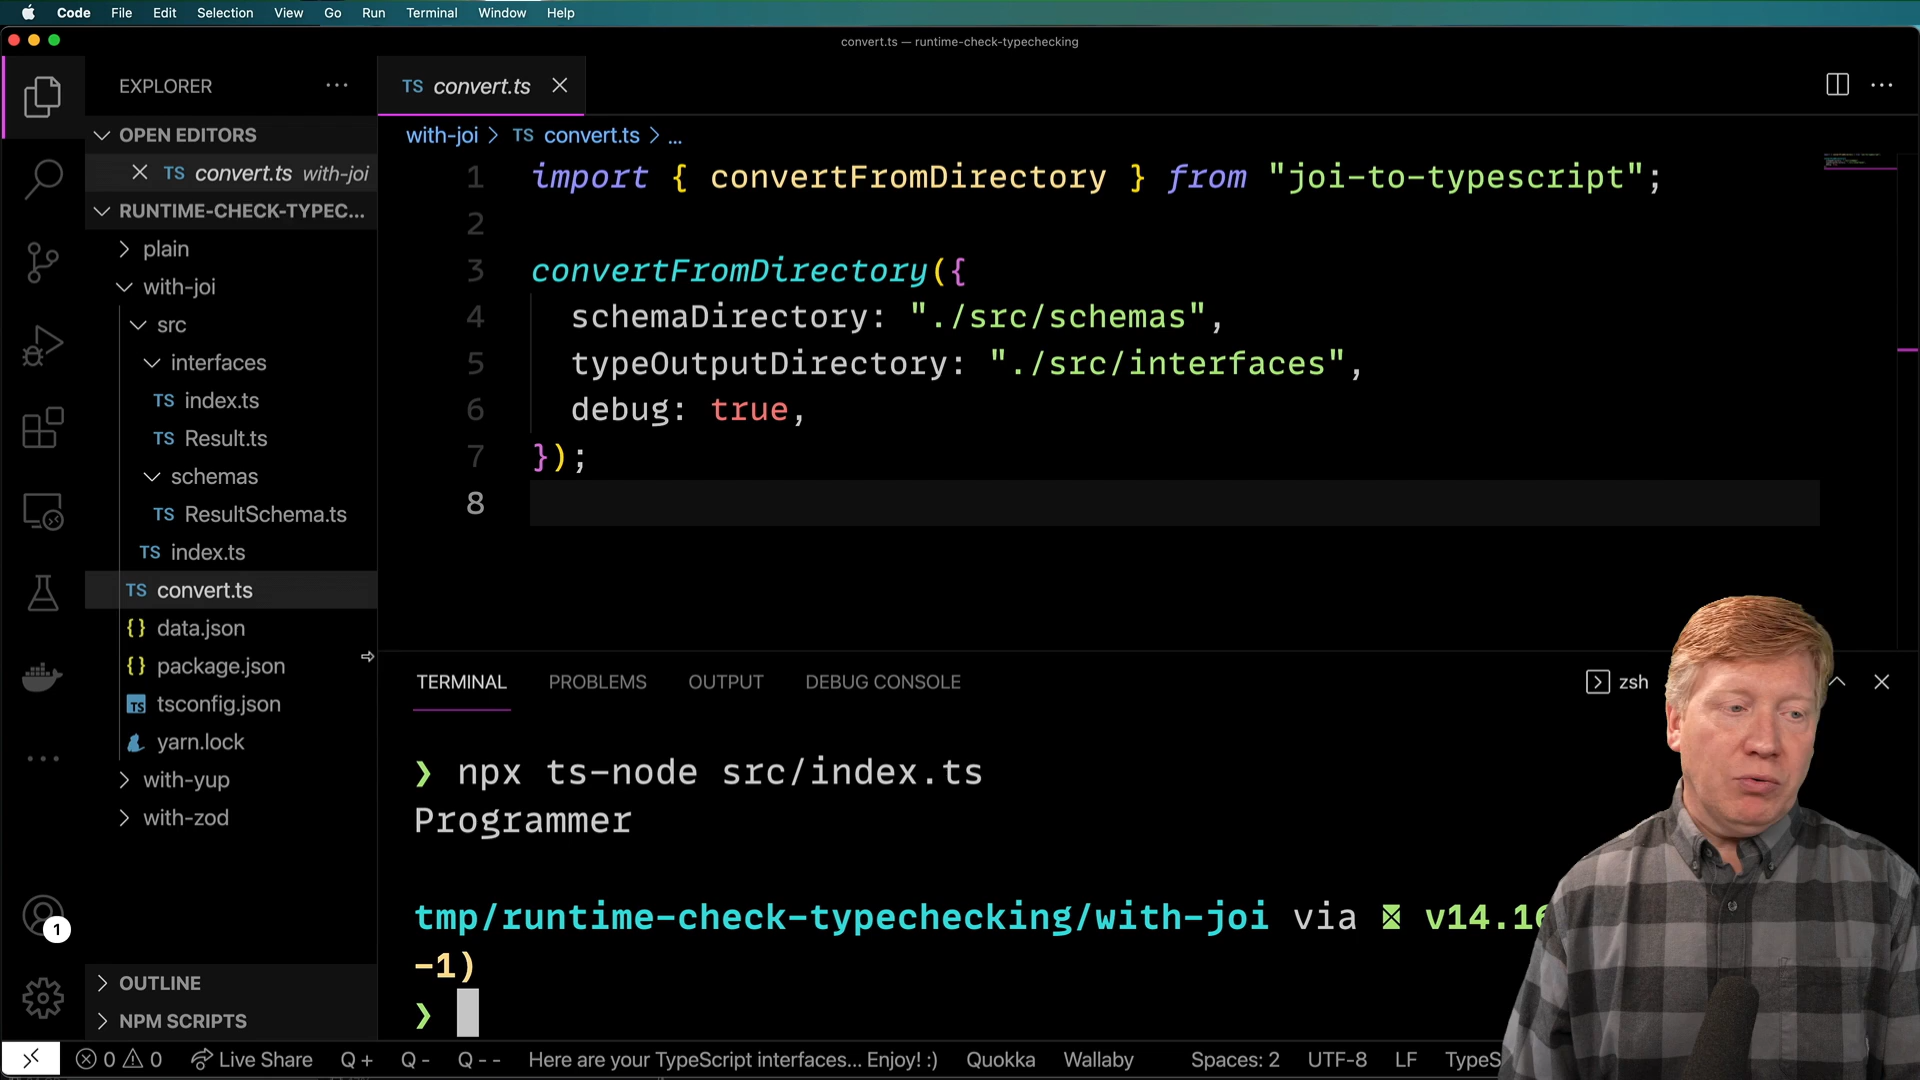 Code File Edit Selection View Go Run Terminal Window Help
convert.ts — runtime-check-typechecking
EXPLORER
OPEN EDITORS
TS convert.ts with-joi
RUNTIME-CHECK-TYPEC...
plain
with-joi
src
interfaces
TS index.ts
TS Result.ts
schemas
TS ResultSchema.ts
TS index.ts
TS convert.ts
{} data.json
{} package.json
TS tsconfig.json
yarn.lock
with-yup
with-zod
OUTLINE
NPM SCRIPTS
1
TS convert.ts
with-joi > TS convert.ts > ...
1 import { convertFromDirectory } from "joi-to-typescript";
2
3 convertFromDirectory({
4 schemaDirectory: "./src/schemas",
5 typeOutputDirectory: "./src/interfaces",
6 debug: true,
7 });
8
TERMINAL PROBLEMS OUTPUT DEBUG CONSOLE
zsh
❯ npx ts-node src/index.ts
Programmer
tmp/runtime-check-typechecking/with-joi via v14.16
-1)
❯
0 0 Live Share Q + Q - Q -- Here are your TypeScript interfaces... Enjoy! :) Quokka Wallaby Spaces: 2 UTF-8 LF TypeS